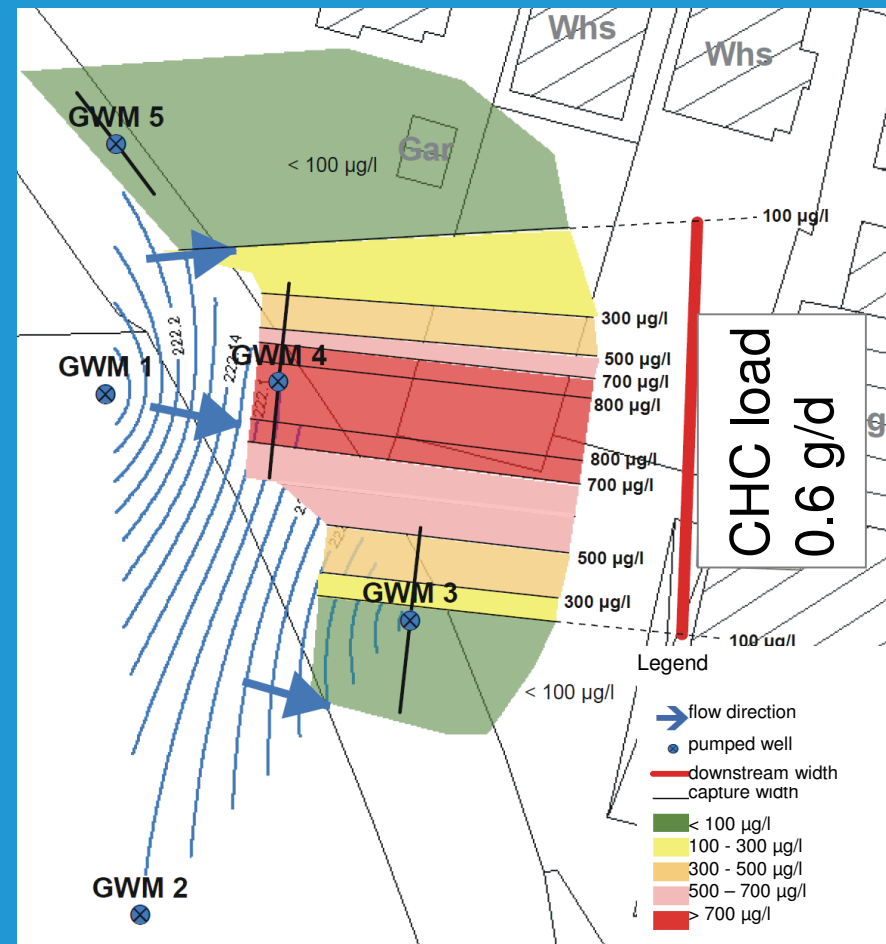 Whs
Whs
GWM 5
Gar
< 100 µg/l
100 µg/l
222.2
300 µg/l
CHC load
0.6 g/d
GWM 4
500 µg/l
GWM 1
700 µg/l
800 µg/l
g
800 µg/l
700 µg/l
500 µg/l
GWM 3
300 µg/l
100 µg/l
< 100 µg/l
Legend
flow direction
pumped well
downstream width
capture width
< 100 µg/l
100 - 300 µg/l
300 - 500 µg/l
500 – 700 µg/l
> 700 µg/l
GWM 2